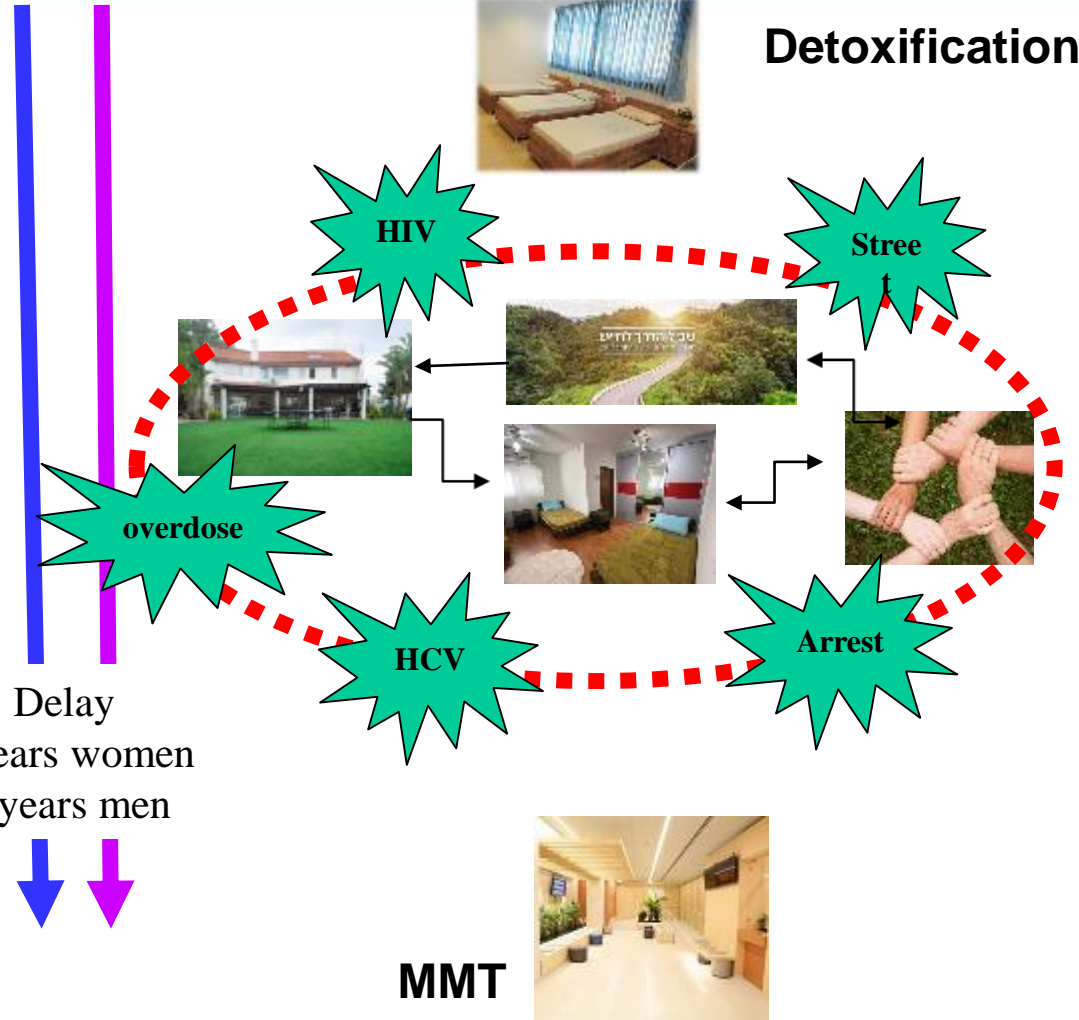 Detoxification
HIV
Stree
t
overdose
HCV
Arrest
Delay
ears women
years men
MMT